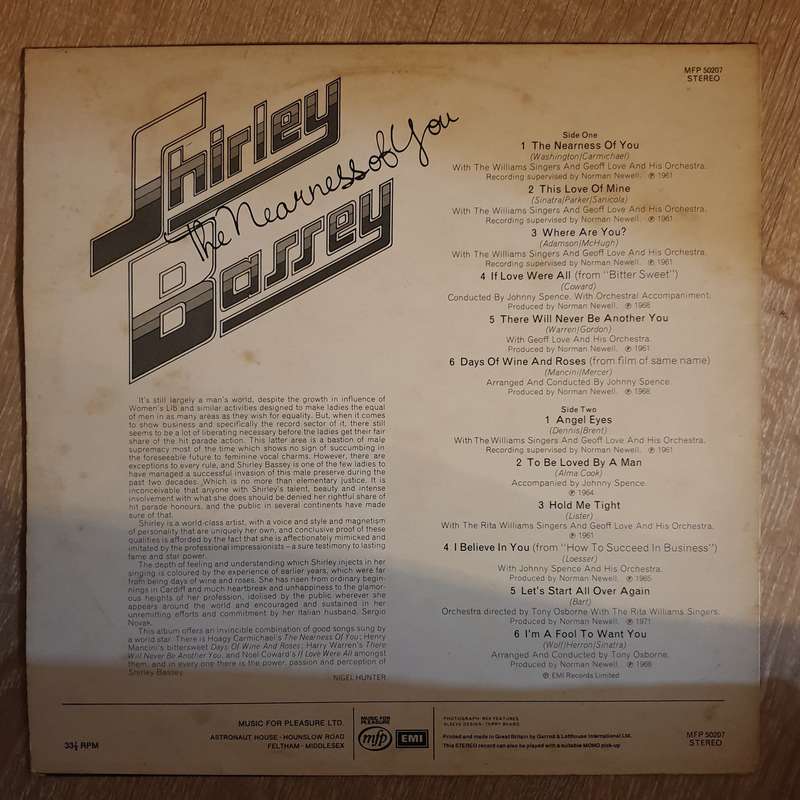 Shirley
Bassey
The Nearness of You
MFP 50207
STEREO
Side One
1 The Nearness Of You
(Washington/Carmichael)
With The Williams Singers And Geoff Love And His Orchestra.
Recording supervised by Norman Newell. ℗ 1961
2 This Love Of Mine
(Sinatra/Parker/Sanicola)
With The Williams Singers And Geoff Love And His Orchestra.
Recording supervised by Norman Newell. ℗ 1961
3 Where Are You?
(Adamson/McHugh)
With The Williams Singers And Geoff Love And His Orchestra.
Recording supervised by Norman Newell. ℗ 1961
4 If Love Were All (from "Bitter Sweet")
(Coward)
Conducted By Johnny Spence. With Orchestral Accompaniment.
Produced by Norman Newell. ℗ 1968
5 There Will Never Be Another You
(Warren/Gordon)
With Geoff Love And His Orchestra.
Produced by Norman Newell. ℗ 1961
6 Days Of Wine And Roses (from film of same name)
(Mancini/Mercer)
Arranged And Conducted By Johnny Spence.
Produced by Norman Newell. ℗ 1968
Side Two
1 Angel Eyes
(Dennis/Brent)
With The Williams Singers And Geoff Love And His Orchestra.
Recording supervised by Norman Newell. ℗ 1961
2 To Be Loved By A Man
(Alma Cook)
Accompanied by Johnny Spence.
℗ 1964
3 Hold Me Tight
(Lister)
With The Rita Williams Singers And Geoff Love And His Orchestra.
℗ 1961
4 I Believe In You (from "How To Succeed In Business")
(Loesser)
With Johnny Spence And His Orchestra.
Produced by Norman Newell. ℗ 1965
5 Let's Start All Over Again
(Bart)
Orchestra directed by Tony Osborne With The Rita Williams Singers.
Produced by Norman Newell. ℗ 1971
6 I'm A Fool To Want You
(Wolf/Herron/Sinatra)
Arranged And Conducted by Tony Osborne.
Produced by Norman Newell. ℗ 1968
℗ EMI Records Limited
It's still largely a man's world, despite the growth in influence of
Women's Lib and similar activities designed to make ladies the equal
of men in as many areas as they wish for equality. But, when it comes
to show business and specifically the record sector of it, there still
seems to be a lot of liberating necessary before the ladies get their fair
share of the hit parade action. This latter area is a bastion of male
supremacy most of the time which shows no sign of succumbing in
the foreseeable future to feminine vocal charms. However, there are
exceptions to every rule, and Shirley Bassey is one of the few ladies to
have managed a successful invasion of this male preserve during the
past two decades. Which is no more than elementary justice. It is
inconceivable that anyone with Shirley's talent, beauty and intense
involvement with what she does should be denied her rightful share of
hit parade honours, and the public in several continents have made
sure of that.
Shirley is a world-class artist, with a voice and style and magnetism
of personality that are uniquely her own, and conclusive proof of these
qualities is afforded by the fact that she is affectionately mimicked and
imitated by the professional impressionists – a sure testimony to lasting
fame and star power.
The depth of feeling and understanding which Shirley injects in her
singing is coloured by the experience of earlier years, which were far
from being days of wine and roses. She has risen from ordinary begin-
nings in Cardiff and much heartbreak and unhappiness to the glamor-
ous heights of her profession, idolised by the public wherever she
appears around the world and encouraged and sustained in her
unremitting efforts and commitment by her Italian husband, Sergio
Novak.
This album offers an invincible combination of good songs sung by
a world star. There is Hoagy Carmichael's The Nearness Of You; Henry
Mancini's bittersweet Days Of Wine And Roses; Harry Warren's There
Will Never Be Another You, and Noel Coward's If Love Were All amongst
them, and in every one there is the power, passion and perception of
Shirley Bassey.
NIGEL HUNTER
33⅓ RPM
MUSIC FOR PLEASURE LTD.
ASTRONAUT HOUSE - HOUNSLOW ROAD
FELTHAM - MIDDLESEX
MUSIC FOR
PLEASURE
mfp
EMI
PHOTOGRAPH: REX FEATURES
SLEEVE DESIGN:
Printed and made in Great Britain by Garrod & Lofthouse International Ltd.
This STEREO record can also be played with a suitable MONO pick-up
MFP 50207
STEREO